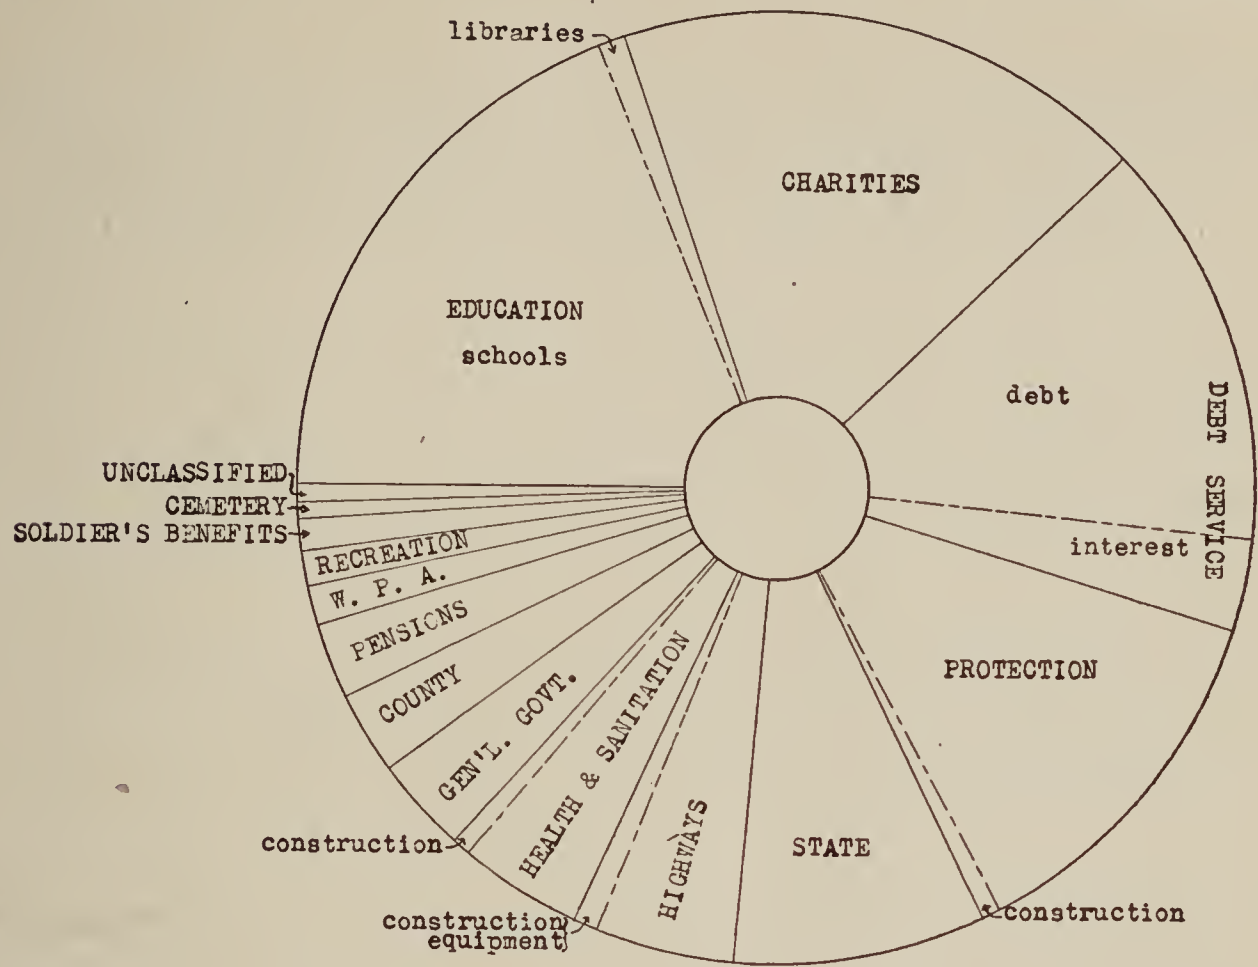 libraries
CHARITIES
EDUCATION
schools
debt
DEBT SERVICE
interest
UNCLASSIFIED
CEMETERY
SOLDIER'S BENEFITS
RECREATION
W. P. A.
PENSIONS
COUNTY
GEN'L. GOVT.
construction
HEALTH & SANITATION
construction
equipment
HIGHWAYS
STATE
PROTECTION
construction